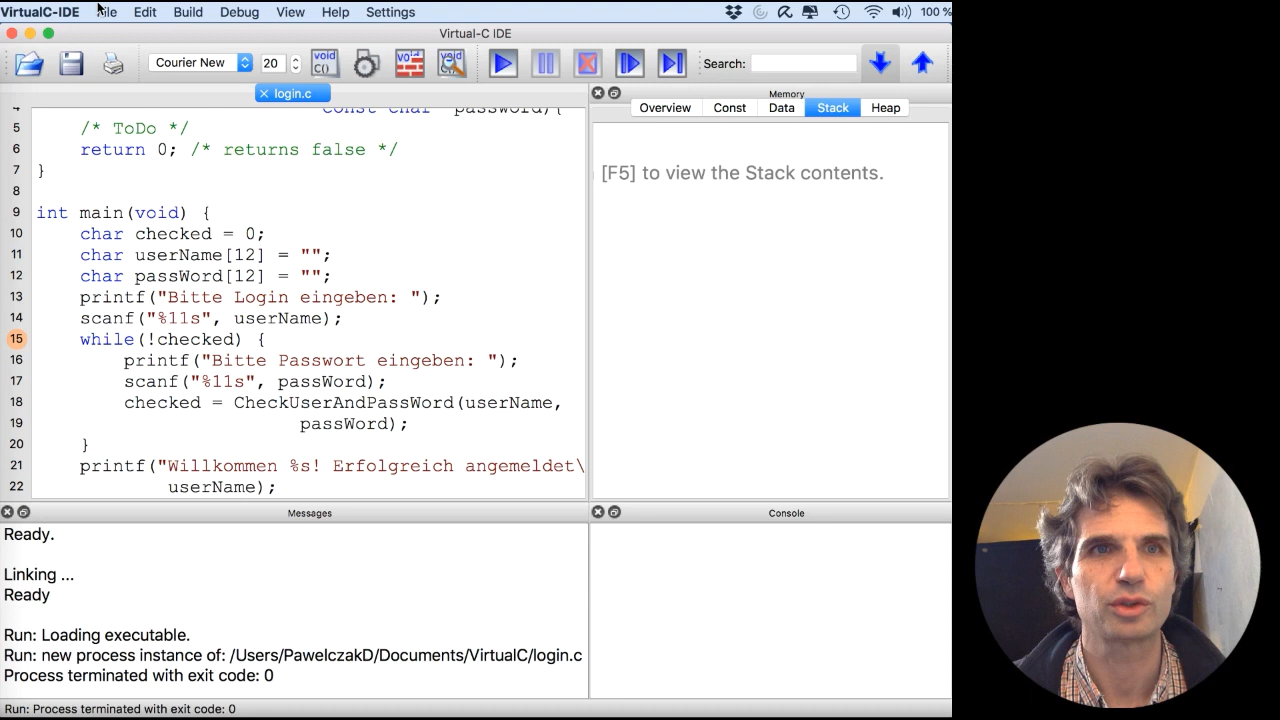 VirtualC-IDE File Edit Build Debug View Help Settings 100 %
Virtual-C IDE
Courier New 20 void C() void C() Search:
login.c
Memory
Overview Const Data Stack Heap
4 const char password){
5 /* ToDo */
6 return 0; /* returns false */
7 }
8
9 int main(void) {
10 char checked = 0;
11 char userName[12] = "";
12 char passWord[12] = "";
13 printf("Bitte Login eingeben: ");
14 scanf("%11s", userName);
15 while(!checked) {
16 printf("Bitte Passwort eingeben: ");
17 scanf("%11s", passWord);
18 checked = CheckUserAndPassWord(userName,
19 passWord);
20 }
21 printf("Willkommen %s! Erfolgreich angemeldet\
22 userName);
[F5] to view the Stack contents.
Messages
Ready.
Linking ...
Ready
Run: Loading executable.
Run: new process instance of: /Users/PawelczakD/Documents/VirtualC/login.c
Process terminated with exit code: 0
Console
Run: Process terminated with exit code: 0